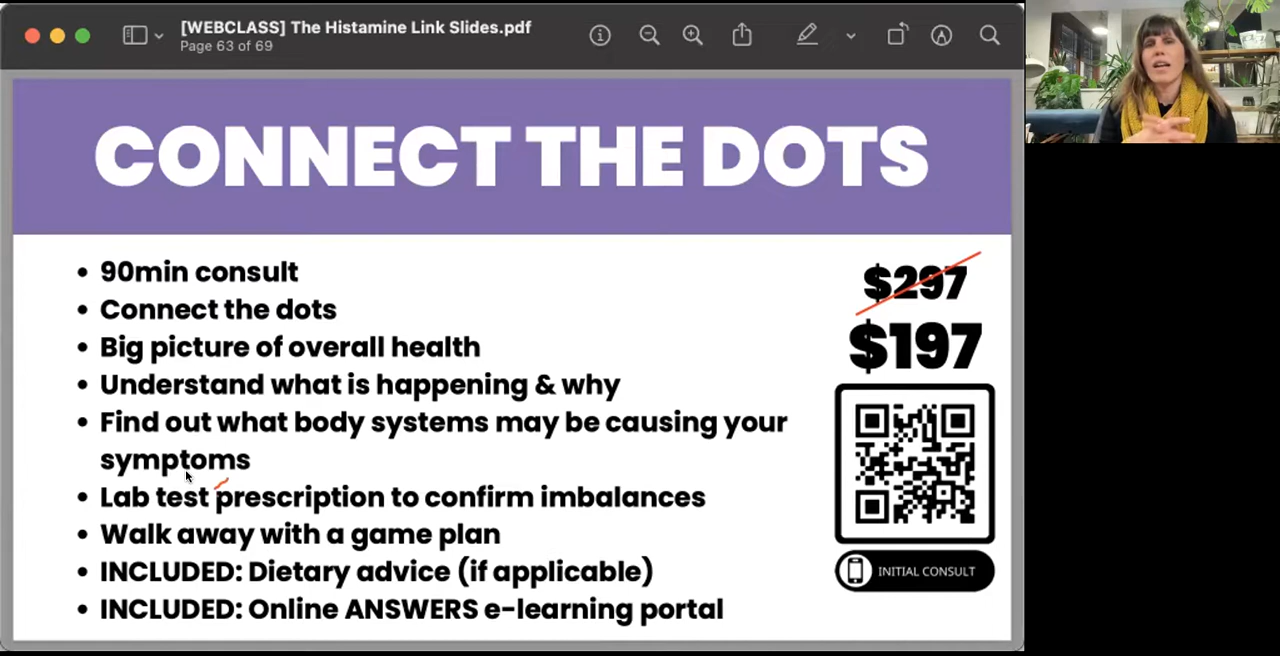 [WEBCLASS] The Histamine Link Slides.pdf
Page 63 of 69
CONNECT THE DOTS
• 90min consult
• Connect the dots
• Big picture of overall health
• Understand what is happening & why
• Find out what body systems may be causing your
symptoms
• Lab test prescription to confirm imbalances
• Walk away with a game plan
• INCLUDED: Dietary advice (if applicable)
• INCLUDED: Online ANSWERS e-learning portal
$297
$197
INITIAL CONSULT